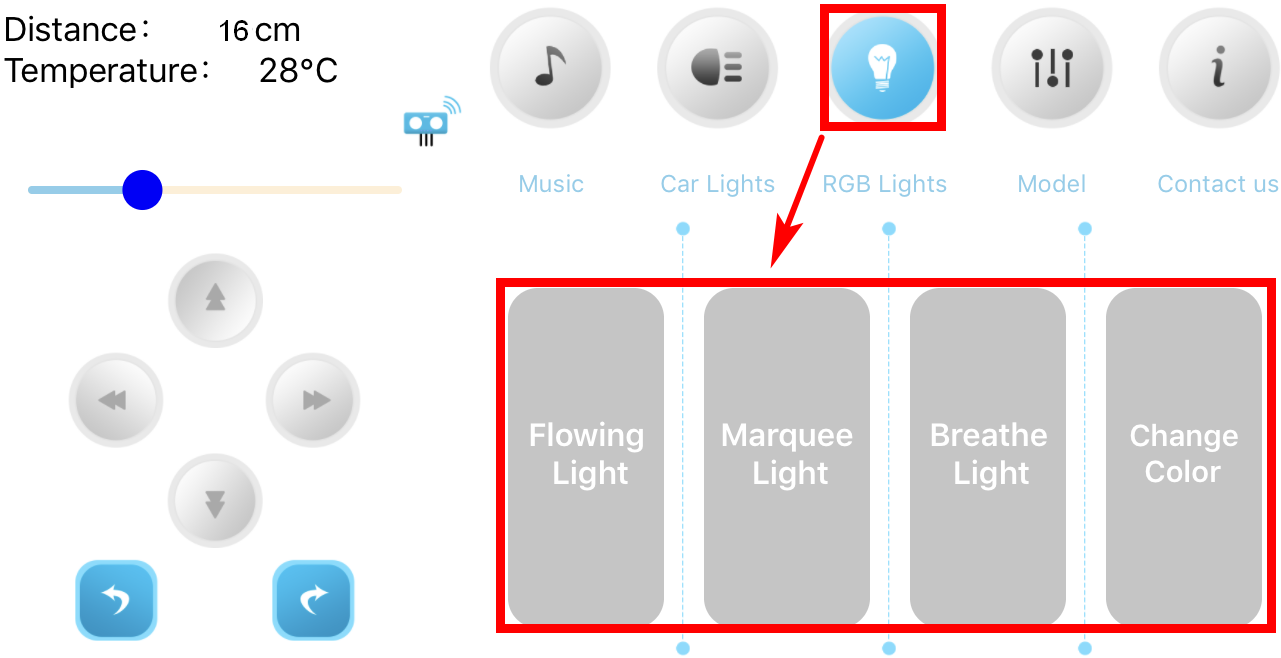 Distance： 16 cm
Temperature： 28°C
Music
Car Lights
RGB Lights
Model
Contact us
Flowing
Light
Marquee
Light
Breathe
Light
Change
Color